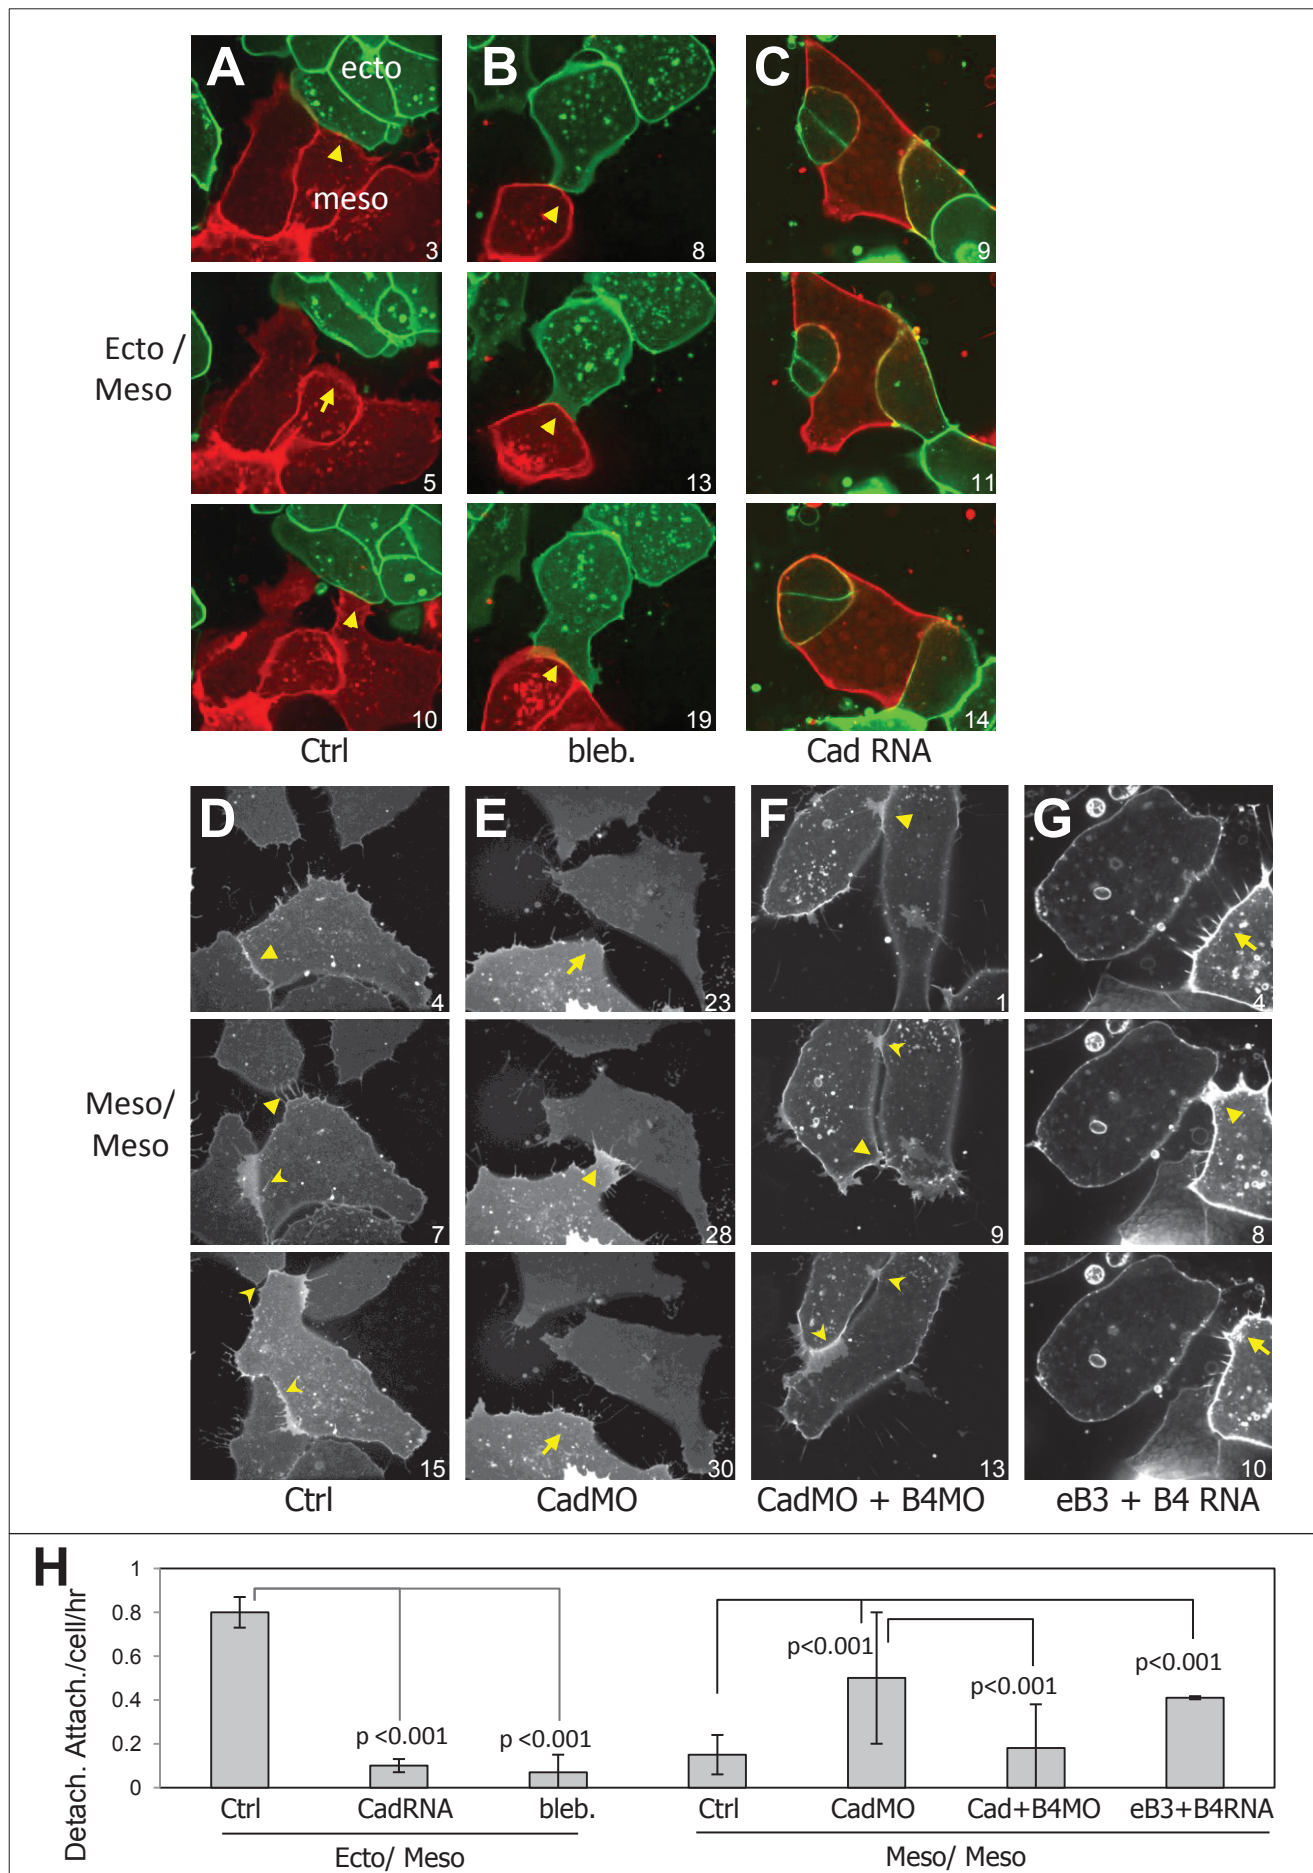 A
ecto
meso
3
B
8
C
9
Ecto /
Meso
5
13
11
10
19
14
Ctrl
bleb.
Cad RNA
D
4
E
23
F
1
G
4
Meso/
Meso
7
28
9
8
15
30
13
10
Ctrl
CadMO
CadMO + B4MO
eB3 + B4 RNA
H
Detach. Attach./cell/hr
1
0.8
0.6
0.4
0.2
0
p <0.001
p <0.001
p<0.001
p<0.001
p<0.001
Ctrl
CadRNA
bleb.
Ctrl
CadMO
Cad+B4MO
eB3+B4RNA
Ecto/ Meso
Meso/ Meso